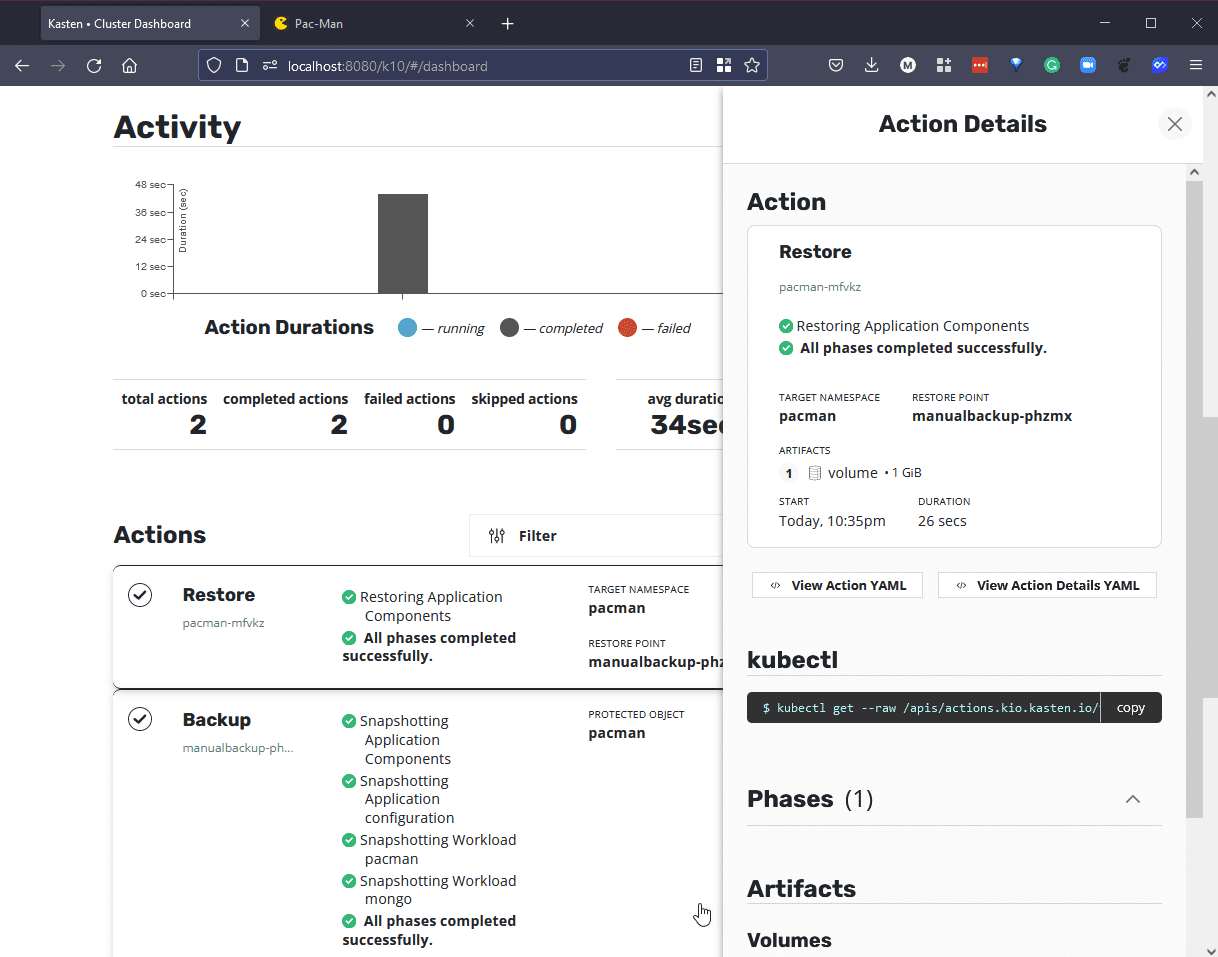 Kasten • Cluster Dashboard
Pac-Man
localhost:8080/k10/#/dashboard
Activity
48 sec
36 sec
24 sec
12 sec
0 sec
Duration (sec)
Action Durations
— running
— completed
— failed
total actions
2
completed actions
2
failed actions
0
skipped actions
0
avg duratio
34sec
Actions
Filter
Restore
pacman-mfvkz
Restoring Application
Components
All phases completed
successfully.
TARGET NAMESPACE
pacman
RESTORE POINT
manualbackup-phz
Backup
manualbackup-ph...
Snapshotting
Application
Components
Snapshotting
Application
configuration
Snapshotting Workload
pacman
Snapshotting Workload
mongo
All phases completed
successfully.
PROTECTED OBJECT
pacman
Action Details
Action
Restore
pacman-mfvkz
Restoring Application Components
All phases completed successfully.
TARGET NAMESPACE
pacman
RESTORE POINT
manualbackup-phzmx
ARTIFACTS
1 volume • 1 GiB
START
Today, 10:35pm
DURATION
26 secs
View Action YAML
View Action Details YAML
kubectl
$ kubectl get --raw /apis/actions.kio.kasten.io/
copy
Phases (1)
Artifacts
Volumes